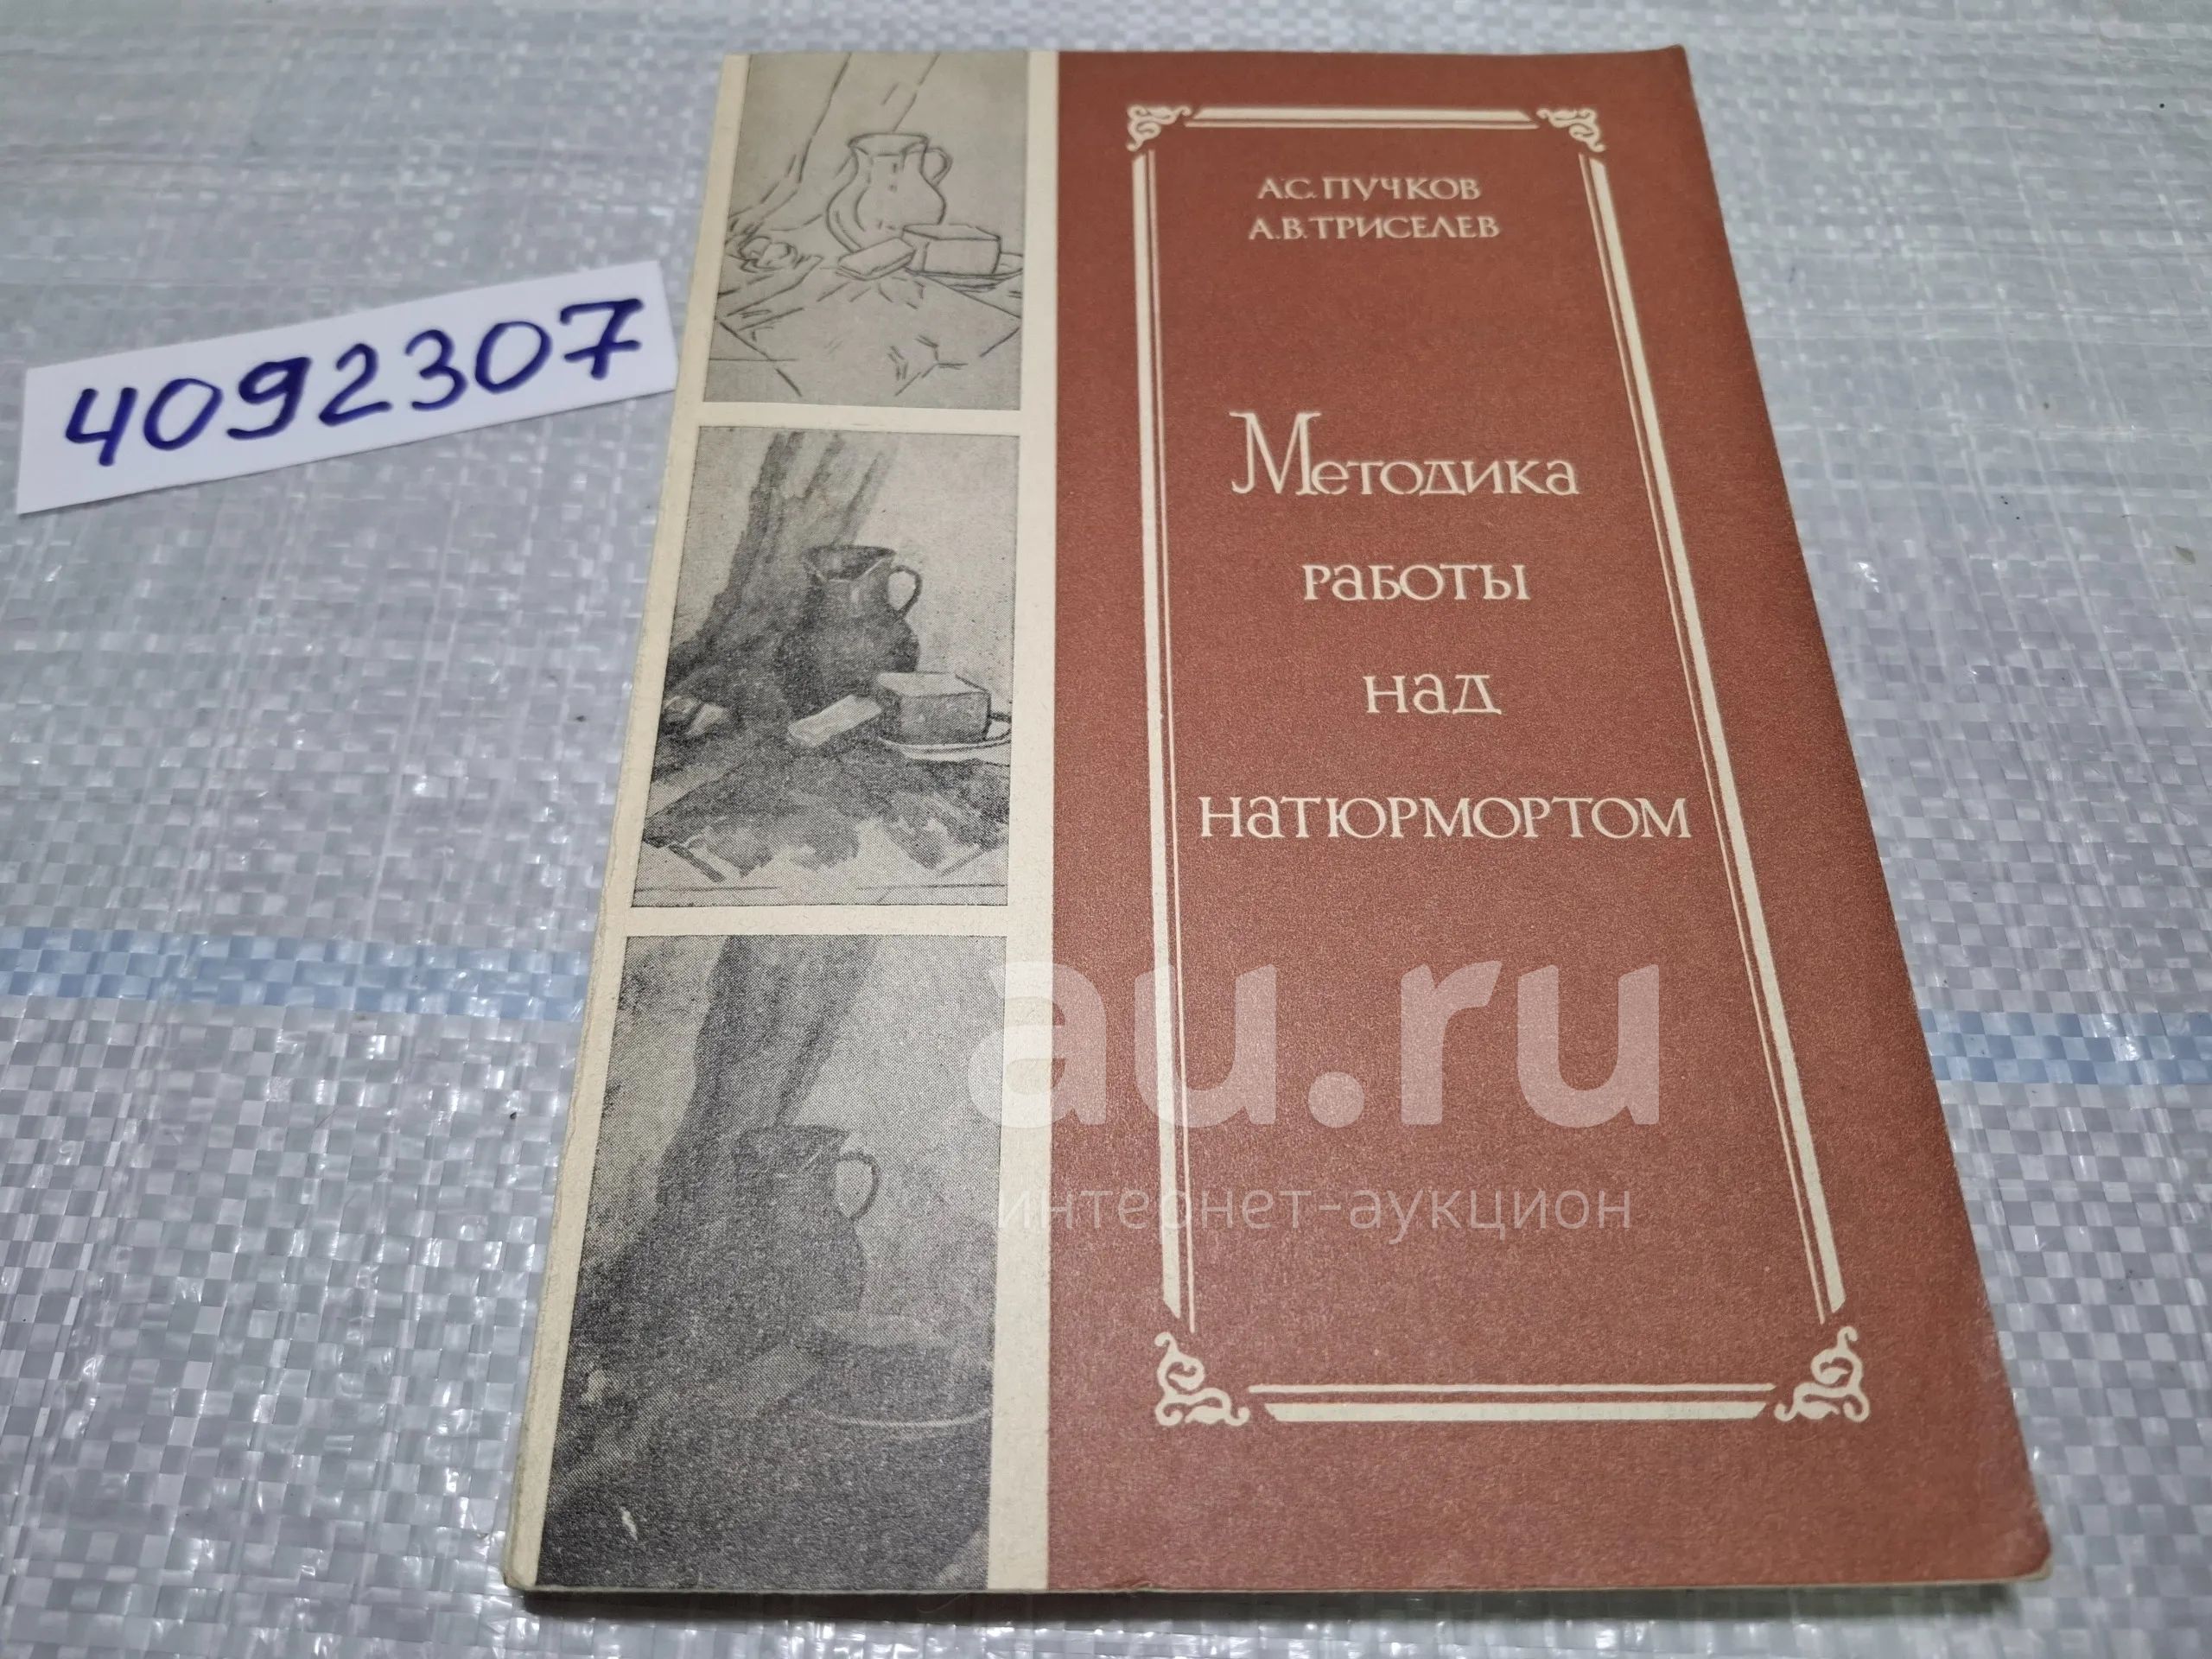 4092307
А.С. ПУЧКОВ
А.В. ТРИСЕЛЕВ
Методика
работы
над
натюрмортом
au.ru
интернет-аукцион